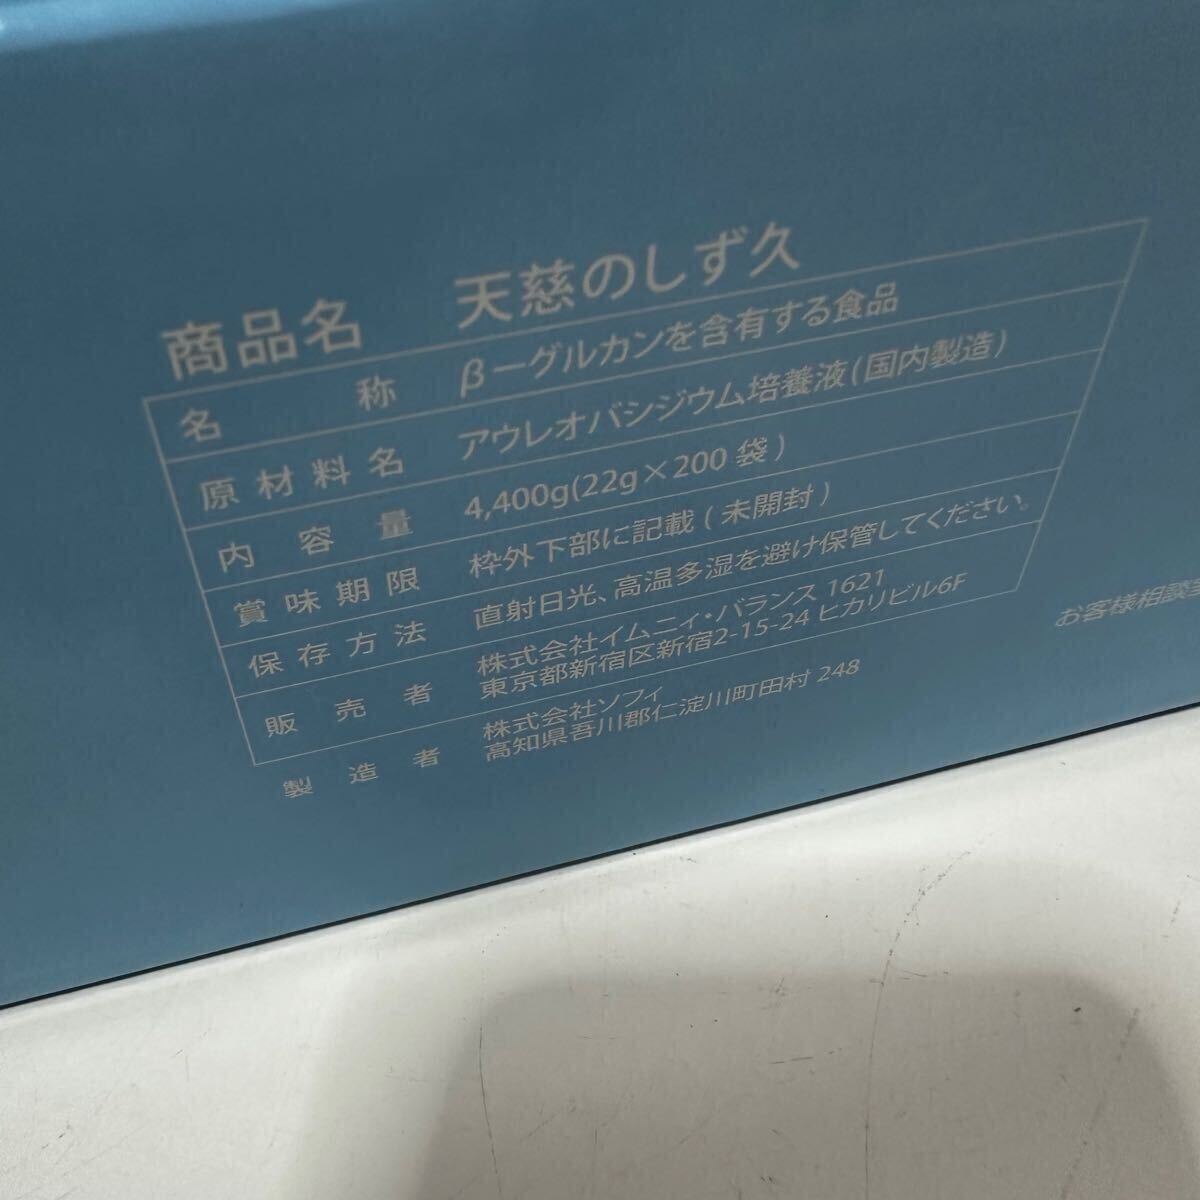 商品名 天慈のしず久
名称 β－グルカンを含有する食品
原材料名 アウレオバシジウム培養液(国内製造)
内容量 4,400g(22g×200袋)
賞味期限 枠外下部に記載(未開封)
保存方法 直射日光、高温多湿を避け保管してください。
販売者 株式会社イムニィ・バランス 1621
東京都新宿区新宿2-15-24 ヒカリビル6F
製造者 株式会社ソフィ
高知県吾川郡仁淀川町田村 248
お客様相談室